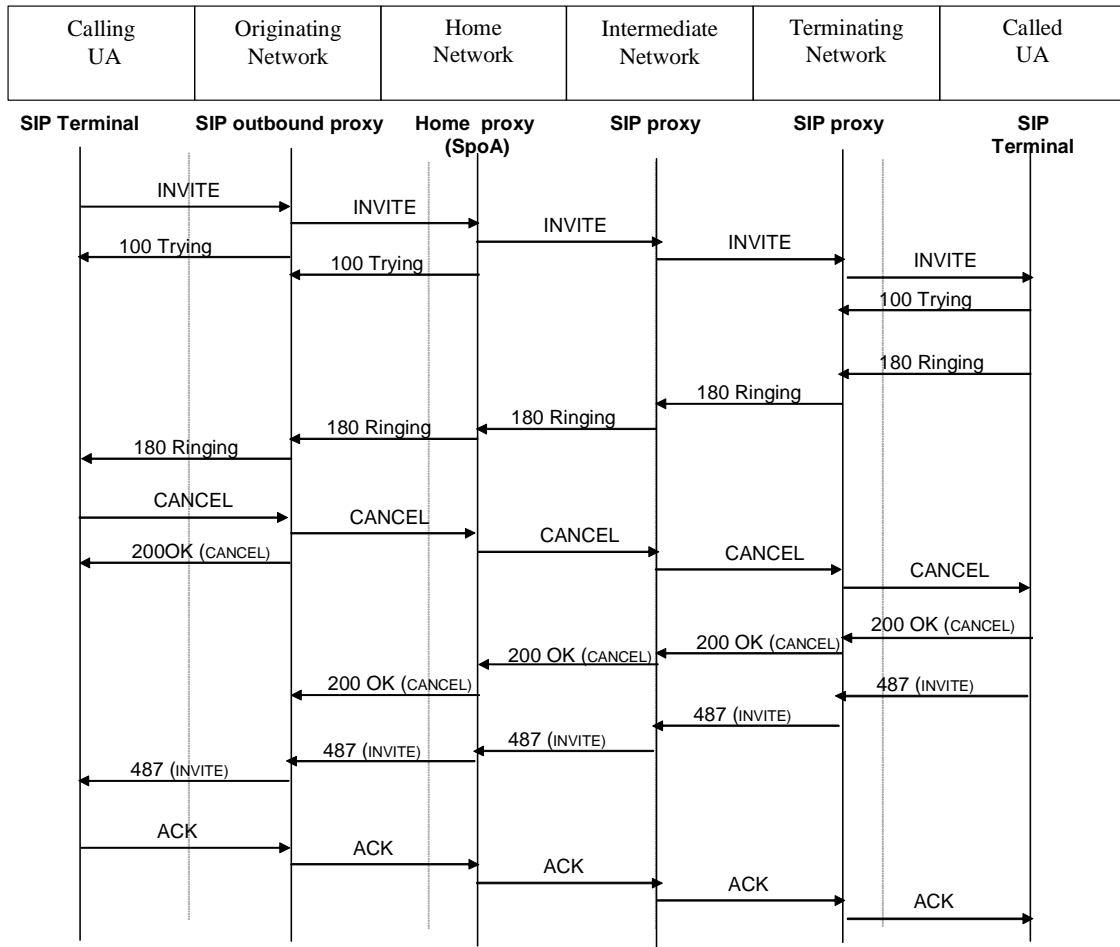 Calling UA
Originating Network
Home Network
Intermediate Network
Terminating Network
Called UA
SIP Terminal
SIP outbound proxy
Home proxy (SpoA)
SIP proxy
SIP proxy
SIP Terminal
INVITE
INVITE
INVITE
INVITE
INVITE
100 Trying
100 Trying
100 Trying
180 Ringing
180 Ringing
180 Ringing
180 Ringing
180 Ringing
CANCEL
CANCEL
CANCEL
CANCEL
CANCEL
200OK (CANCEL)
200 OK (CANCEL)
200 OK (CANCEL)
200 OK (CANCEL)
200 OK (CANCEL)
487 (INVITE)
487 (INVITE)
487 (INVITE)
487 (INVITE)
487 (INVITE)
ACK
ACK
ACK
ACK
ACK